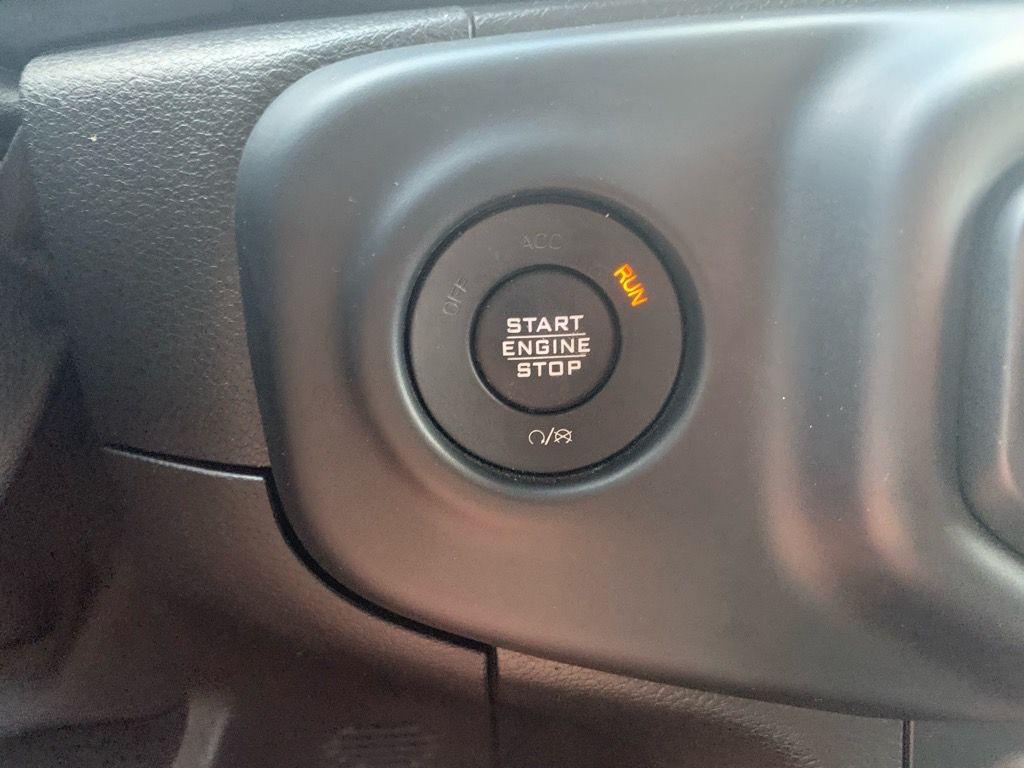 ACC
OFF
RUN
START
ENGINE
STOP